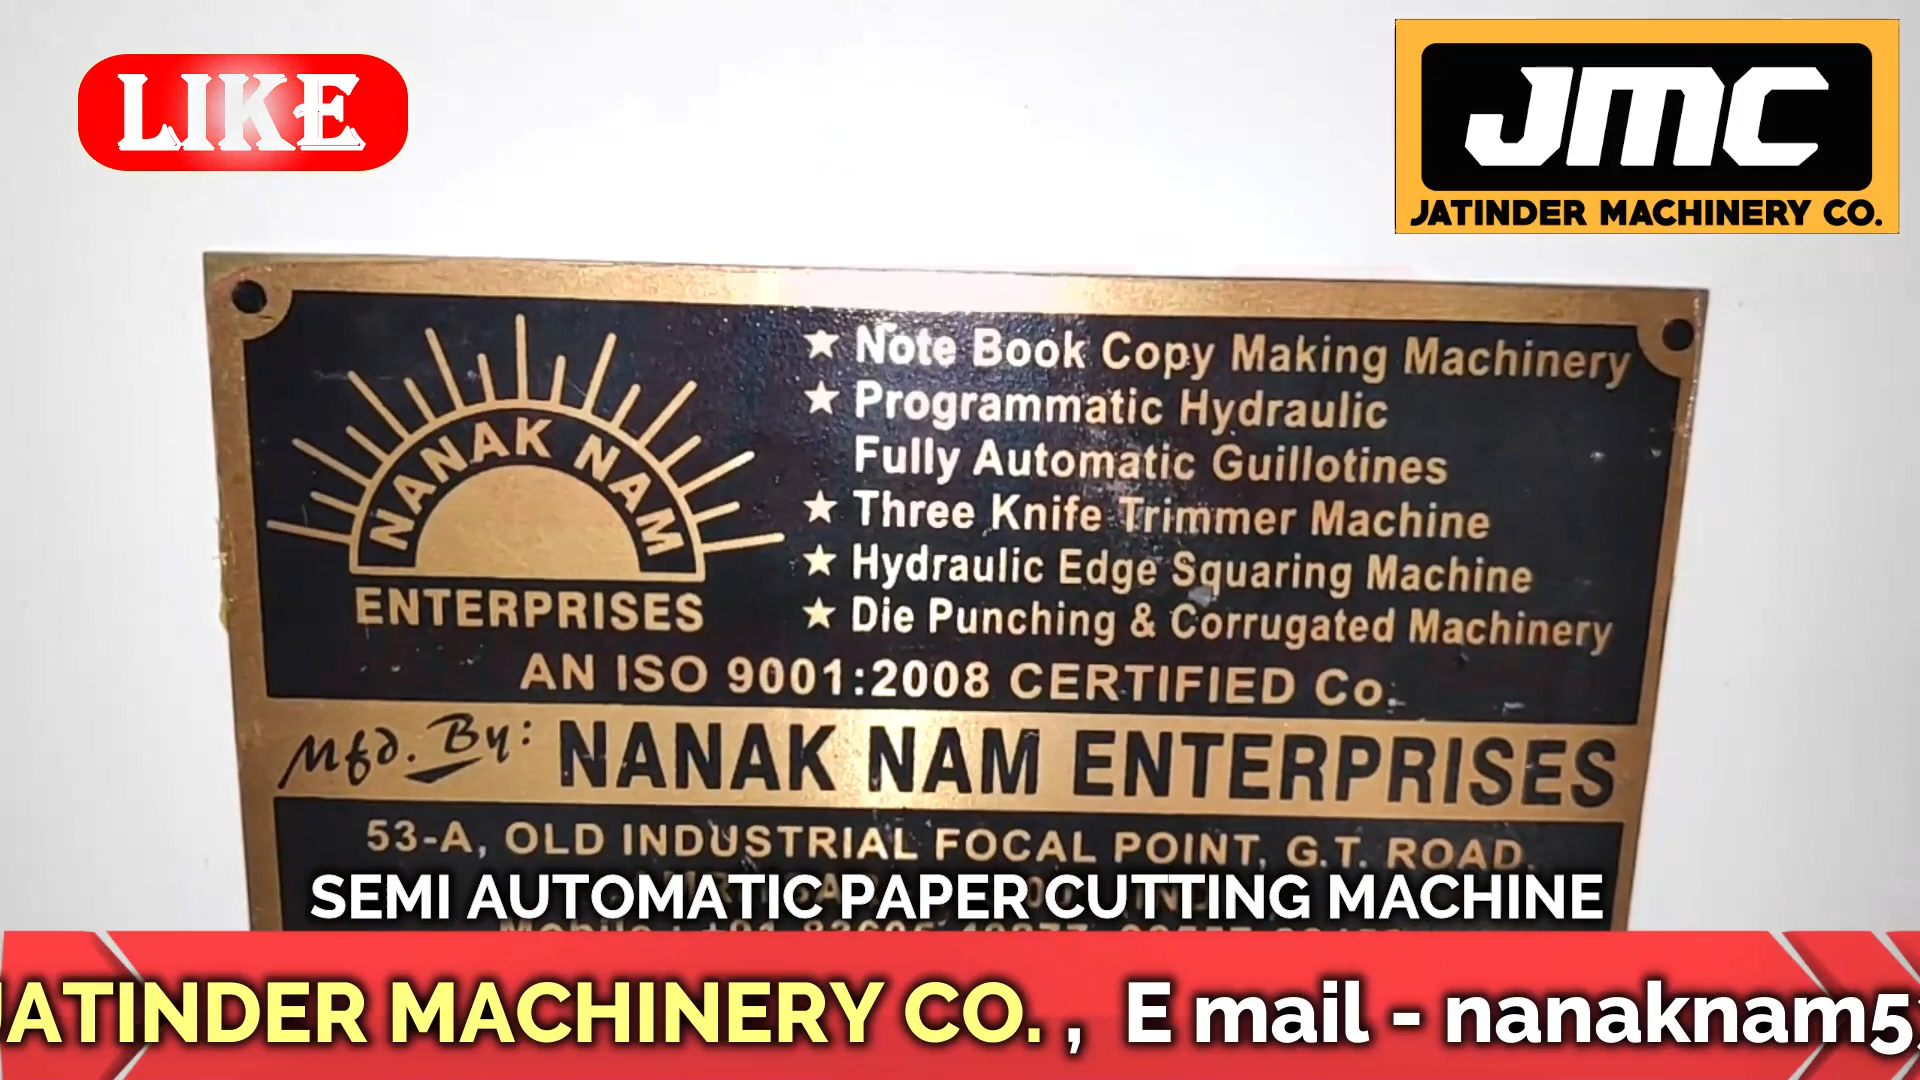 LIKE
JMC
JATINDER MACHINERY CO.
★ Note Book Copy Making Machinery
★ Programmatic Hydraulic
Fully Automatic Guillotines
★ Three Knife Trimmer Machine
★ Hydraulic Edge Squaring Machine
★ Die Punching & Corrugated Machinery
NANAK NAM
ENTERPRISES
AN ISO 9001:2008 CERTIFIED Co.
Mfd. By: NANAK NAM ENTERPRISES
53-A, OLD INDUSTRIAL FOCAL POINT, G.T. ROAD,
SEMI AUTOMATIC PAPER CUTTING MACHINE
JATINDER MACHINERY CO. , E mail - nanaknam5